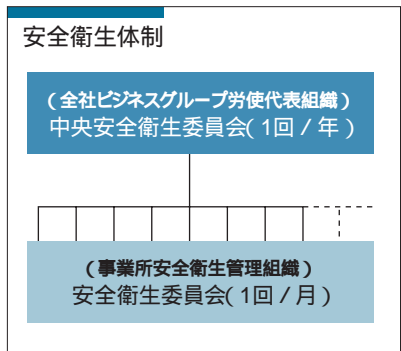 安全衛生体制
(全社ビジネスグループ労使代表組織)
中央安全衛生委員会(1回/年)
(事業所安全衛生管理組織)
安全衛生委員会(1回/月)